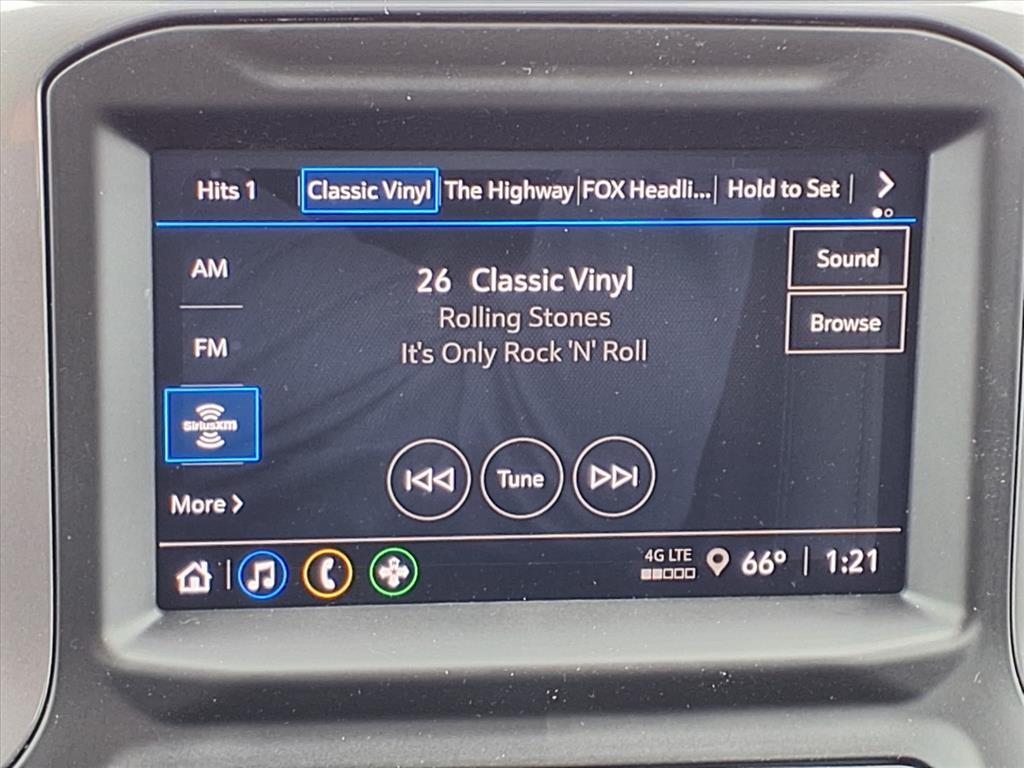 Hits 1
Classic Vinyl
The Highway
FOX Headli...
Hold to Set
AM
26 Classic Vinyl
Sound
Rolling Stones
Browse
FM
It's Only Rock 'N' Roll
SiriusXM
Tune
More
4G LTE
66°
1:21